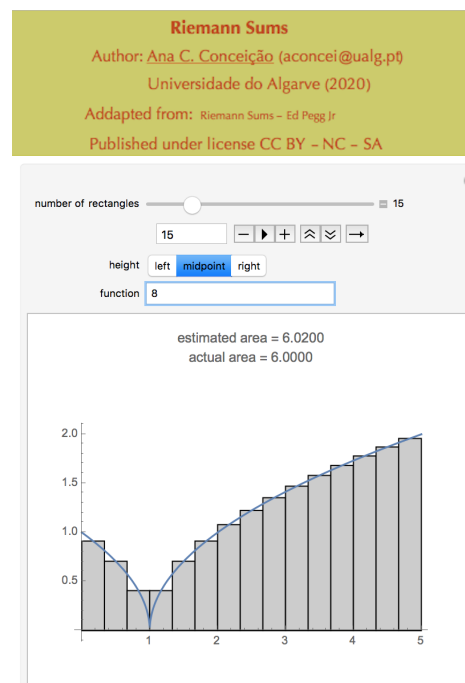 Riemann Sums
Author: Ana C. Conceição (aconcei@ualg.pt)
Universidade do Algarve (2020)
Addapted from: Riemann Sums – Ed Pegg Jr
Published under license CC BY – NC – SA
number of rectangles 15
15
height left midpoint right
function 8
estimated area = 6.0200
actual area = 6.0000
2.0
1.5
1.0
0.5
1 2 3 4 5